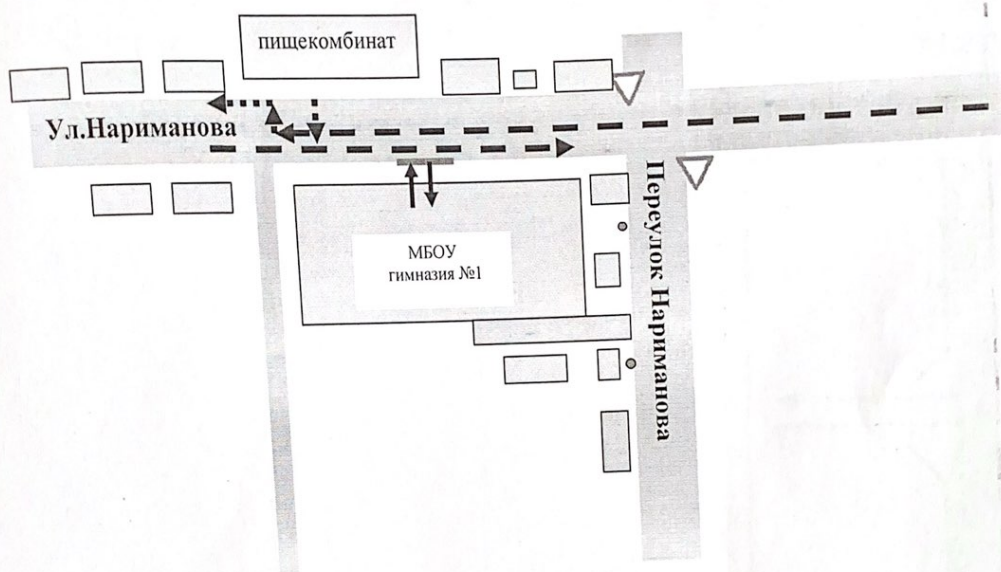 пищекомбинат
Ул.Нариманова
МБОУ
гимназия №1
Переулок Нариманова